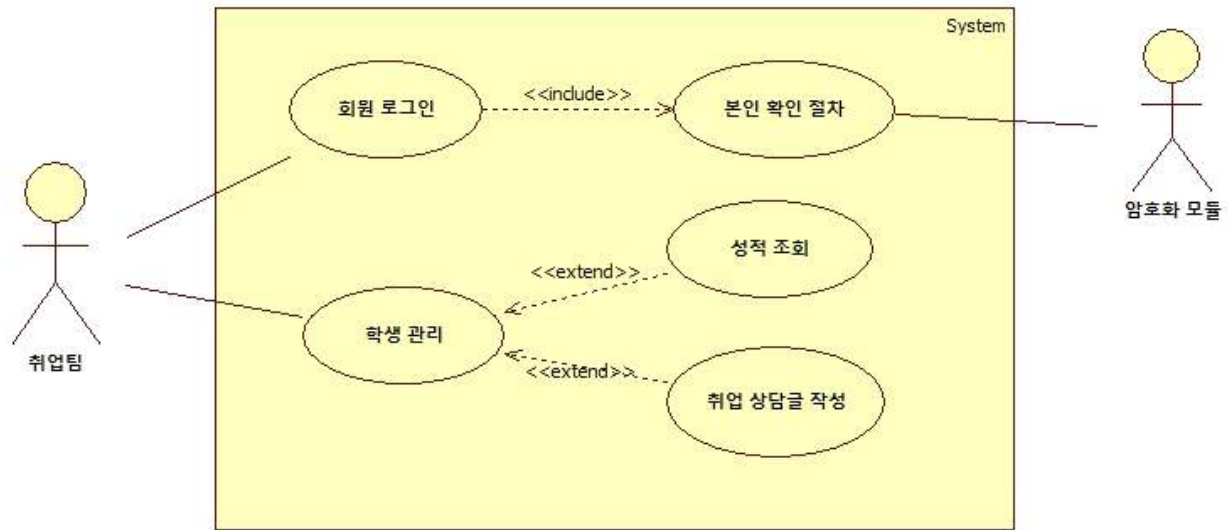 System
회원 로그인
<<include>>
본인 확인 절차
암호화 모듈
성적 조회
<<extend>>
학생 관리
취업팀
<<extend>>
취업 상담글 작성